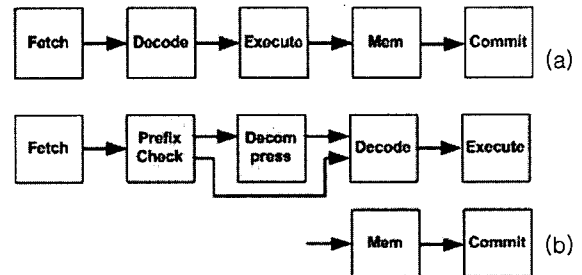 Fetch Decode Execute Mem Commit (a)
Fetch Prefix Check Decom press Decode Execute
Mem Commit (b)